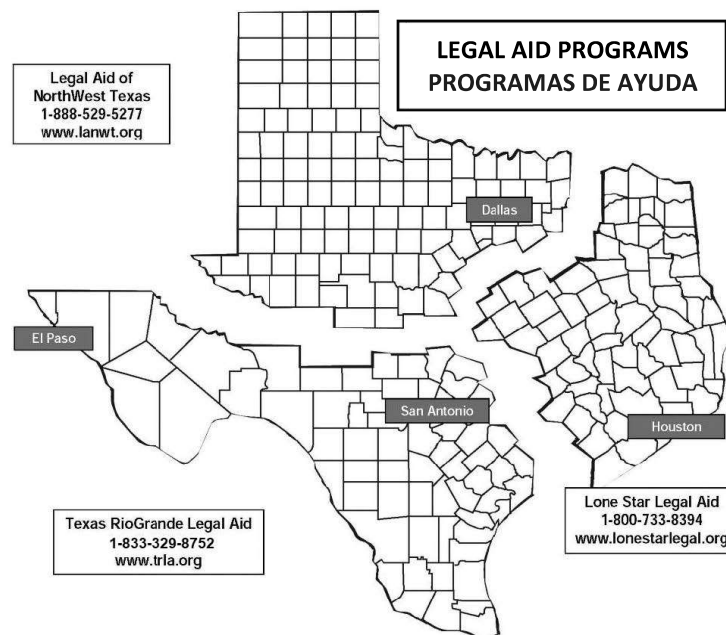 LEGAL AID PROGRAMS
PROGRAMAS DE AYUDA
Legal Aid of
NorthWest Texas
1-888-529-5277
www.lanwt.org
Dallas
El Paso
San Antonio
Houston
Texas RioGrande Legal Aid
1-833-329-8752
www.trla.org
Lone Star Legal Aid
1-800-733-8394
www.lonestarlegal.org